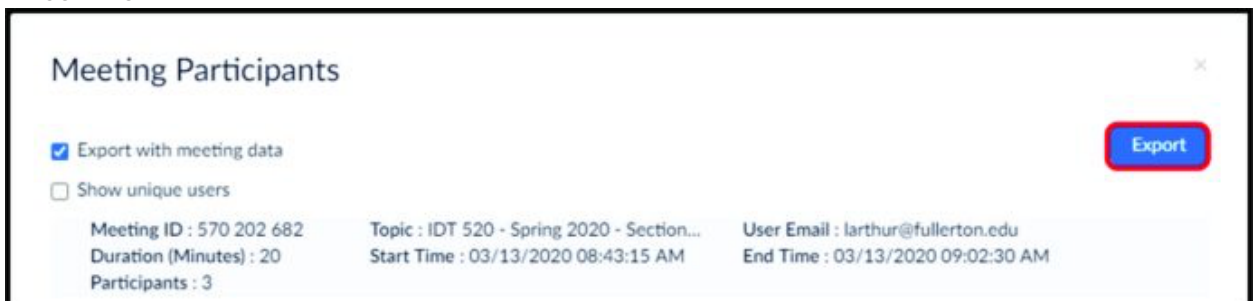 Meeting Participants
Export with meeting data
Export
Show unique users
Meeting ID : 570 202 682 Topic : IDT 520 - Spring 2020 - Section... User Email : larthur@fullerton.edu
Duration (Minutes) : 20 Start Time : 03/13/2020 08:43:15 AM End Time : 03/13/2020 09:02:30 AM
Participants : 3